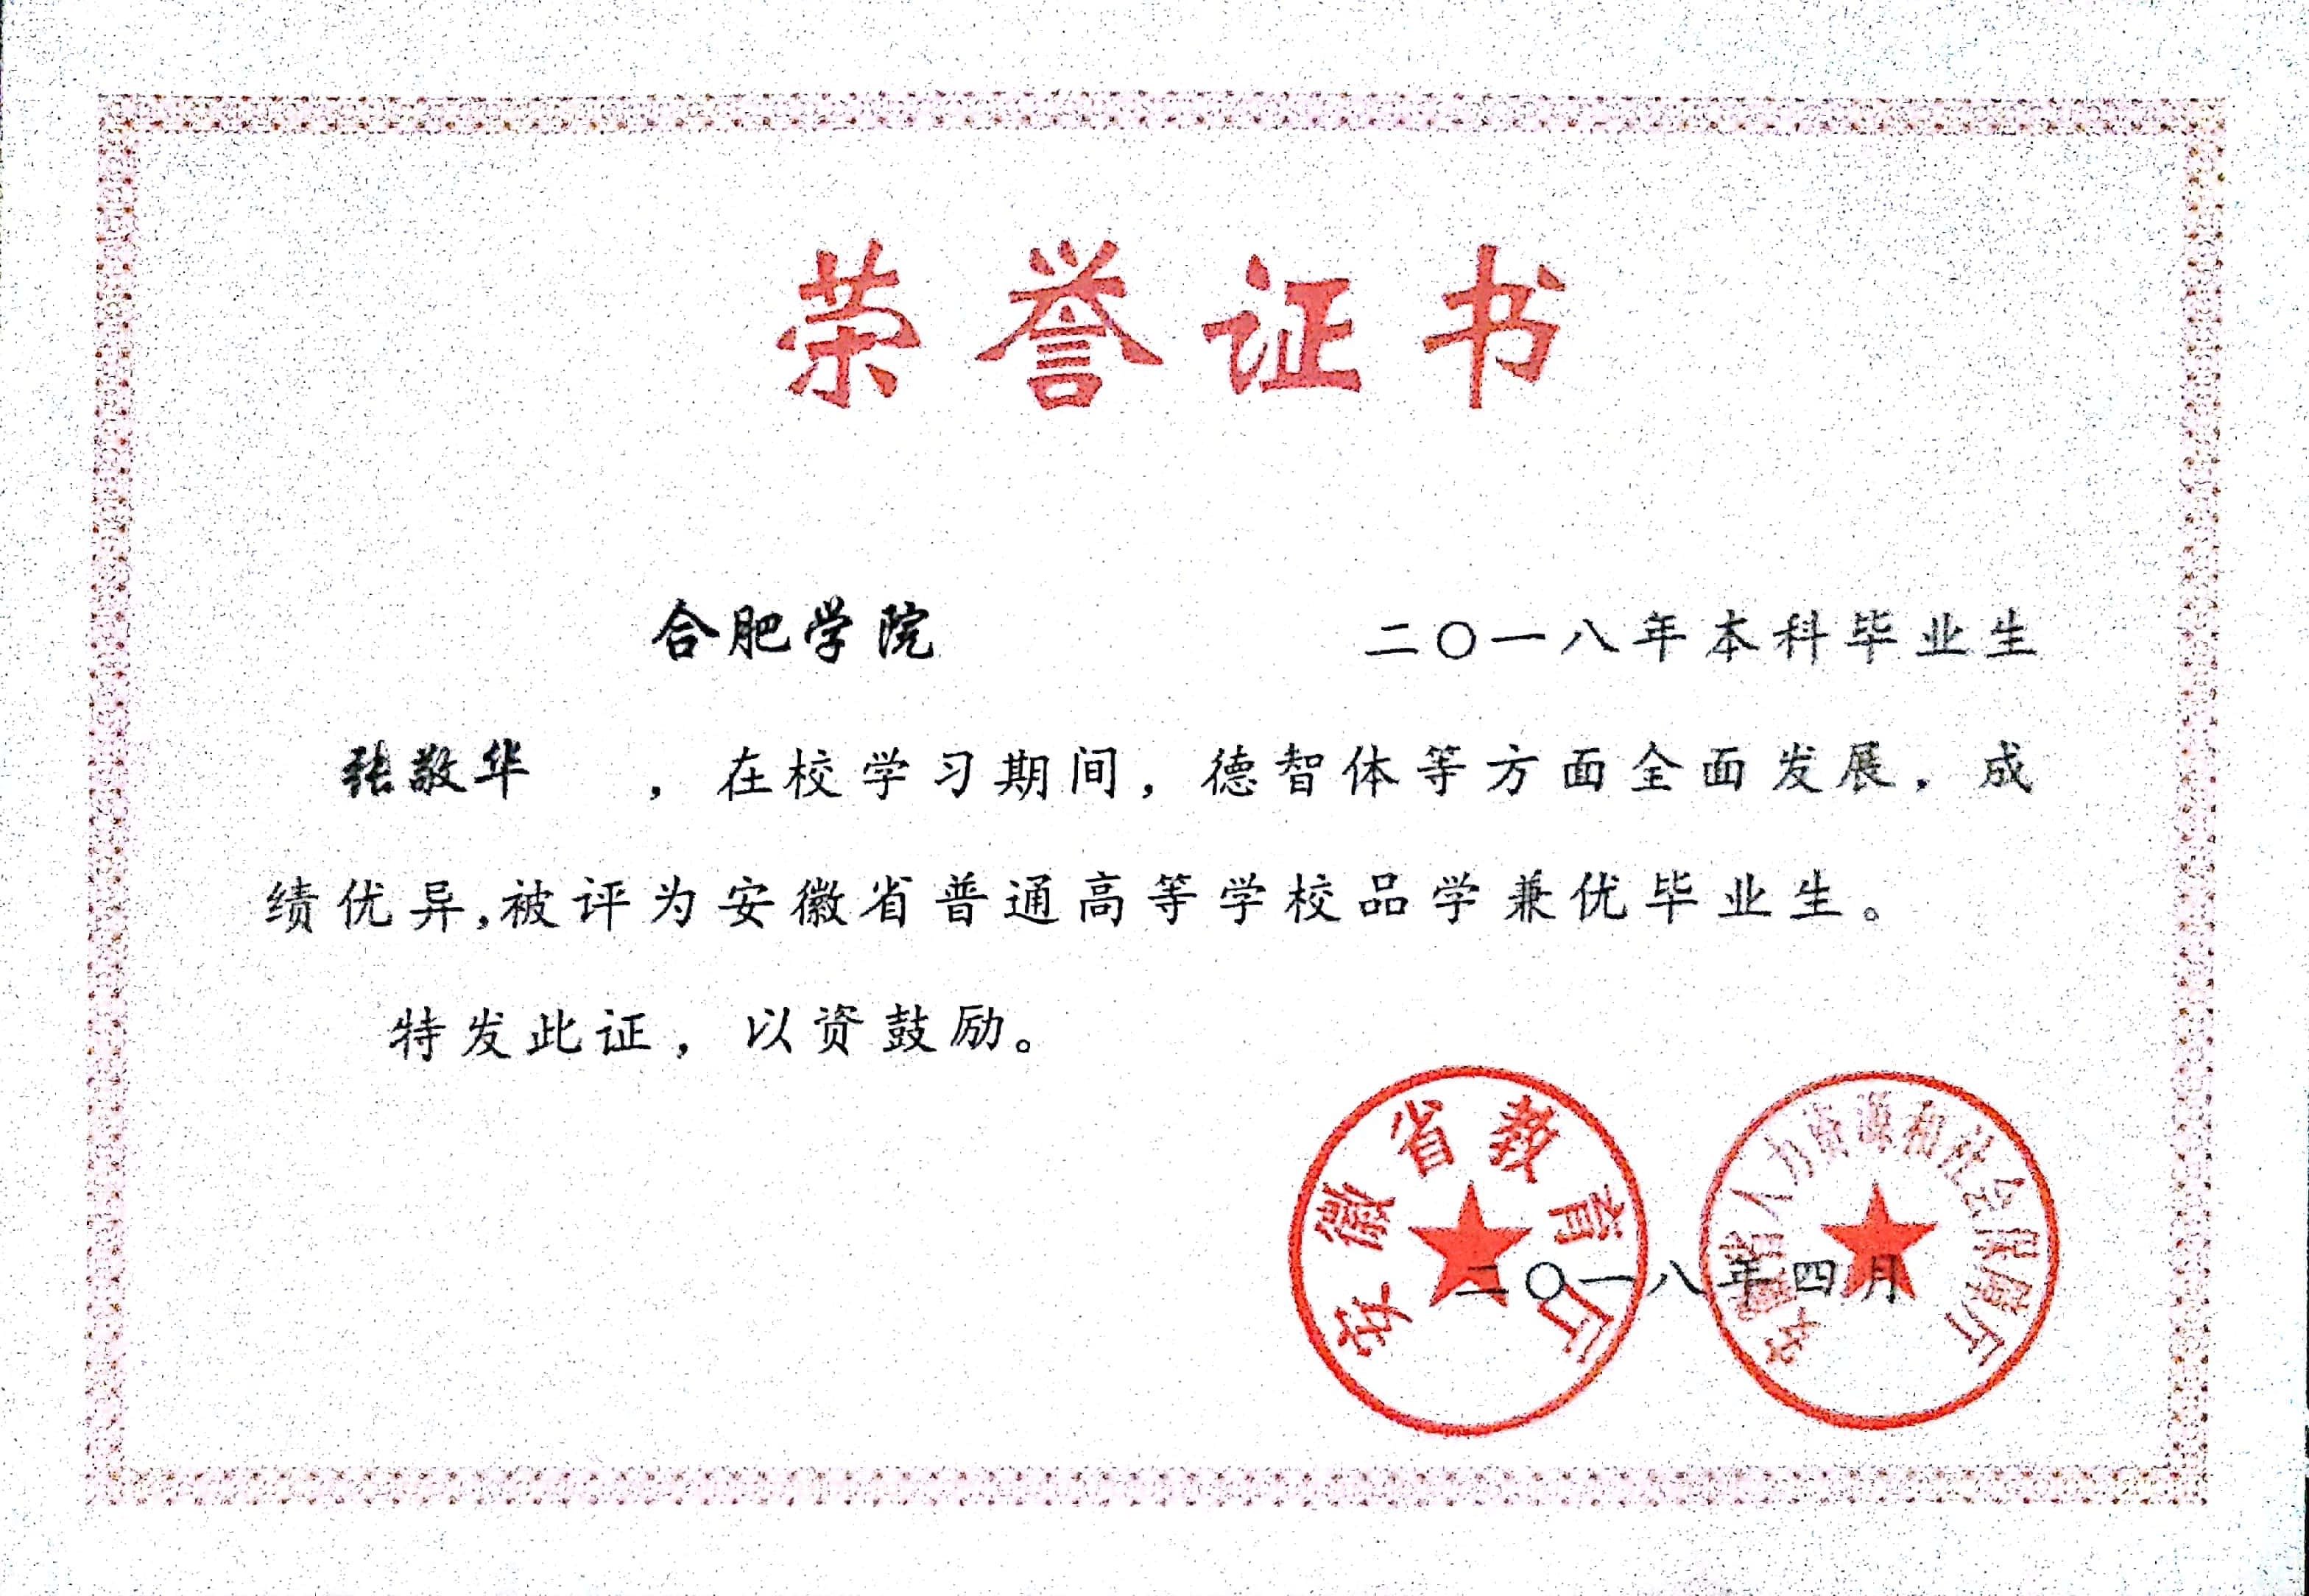 荣誉证书
合肥学院 二〇一八年本科毕业生
张敬华，在校学习期间，德智体等方面全面发展，成
绩优异,被评为安徽省普通高等学校品学兼优毕业生。
特发此证，以资鼓励。
安徽省教育厅
安徽省人力资源和社会保障厅
二〇一八年四月